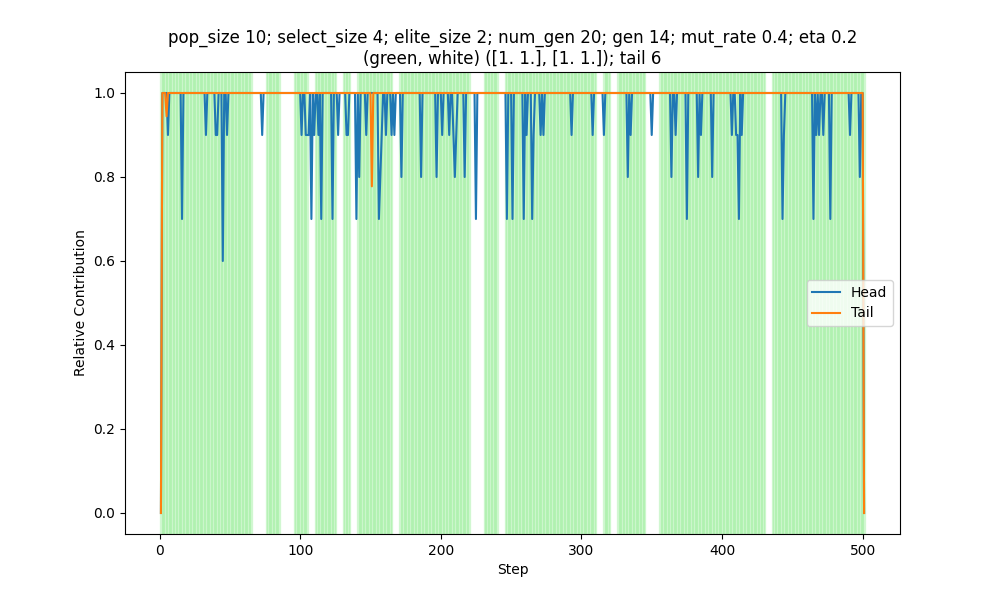 pop_size 10; select_size 4; elite_size 2; num_gen 20; gen 14; mut_rate 0.4; eta 0.2
(green, white) ([1. 1.], [1. 1.]); tail 6
1.0
0.8
0.6
0.4
0.2
0.0
Relative Contribution
Head
Tail
0 100 200 300 400 500
Step